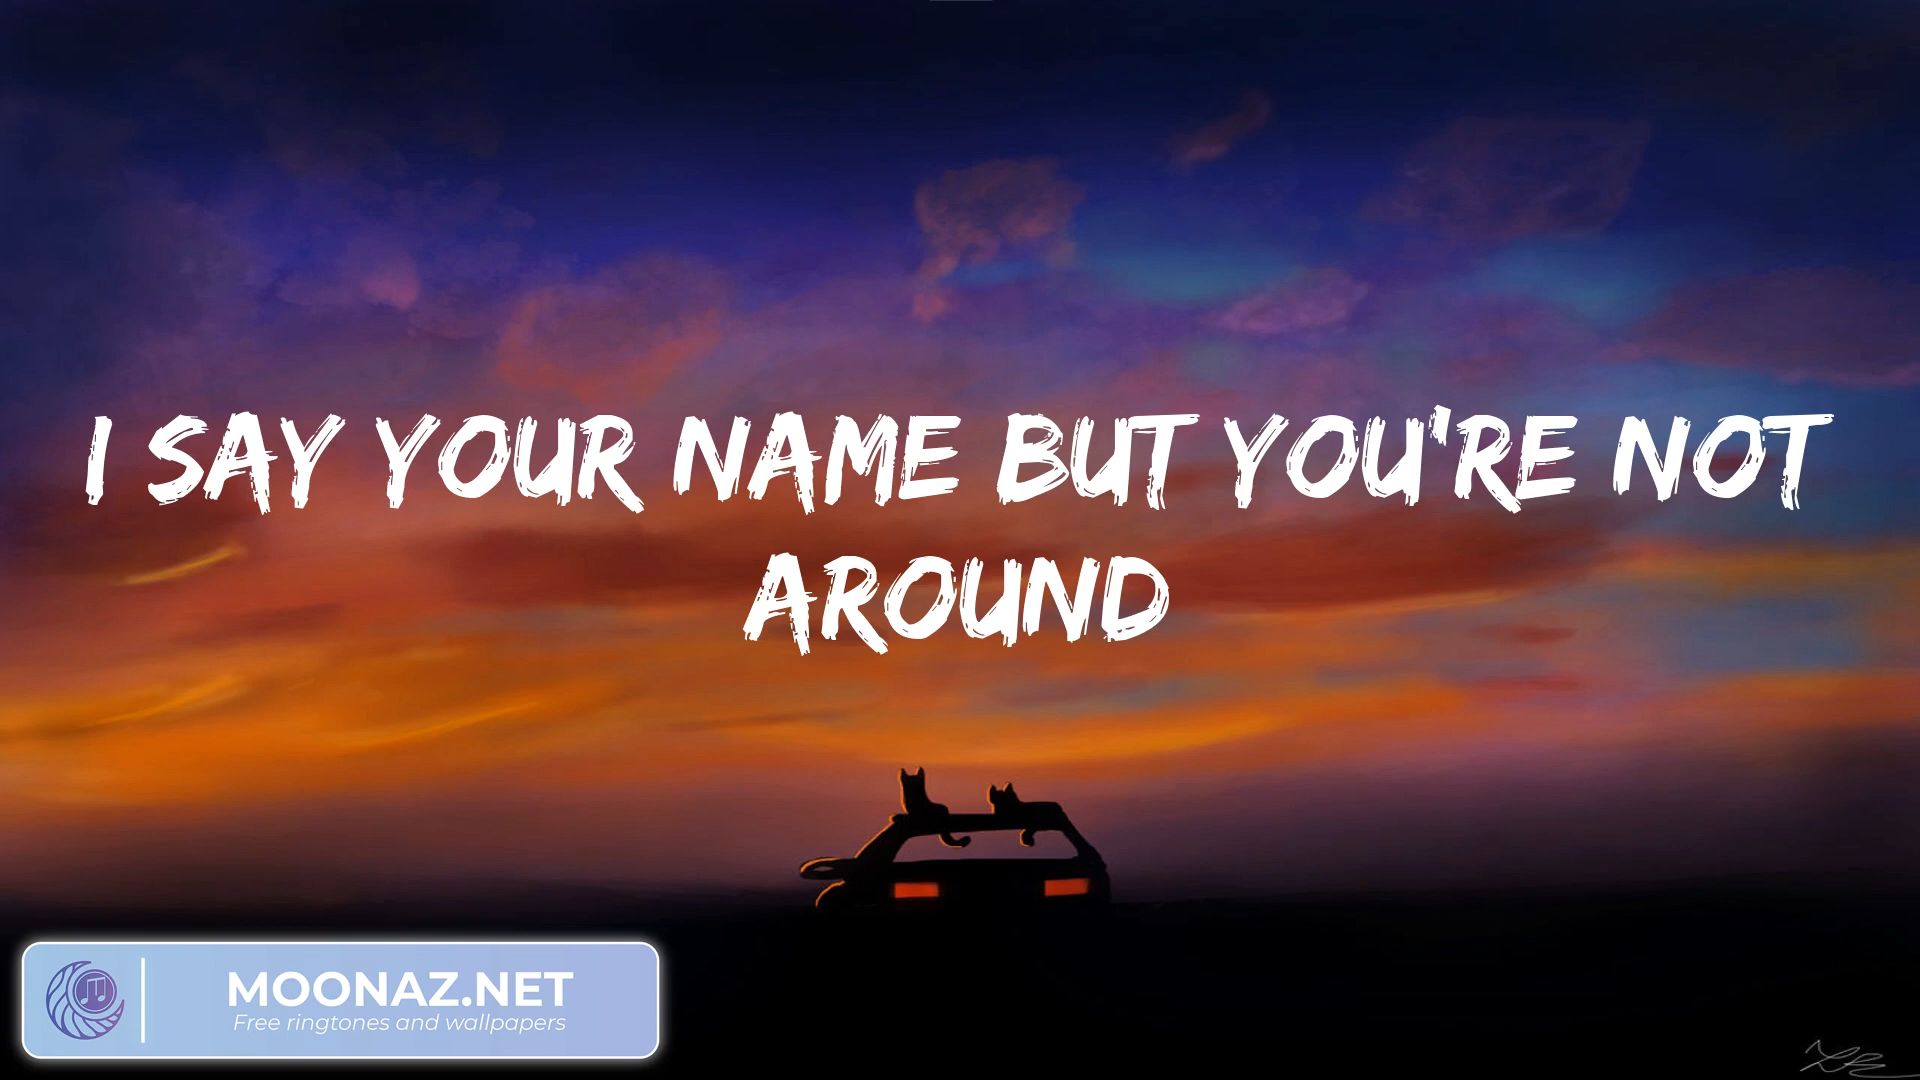 I SAY YOUR NAME BUT YOU'RE NOT
AROUND
MOONAZ.NET
Free ringtones and wallpapers